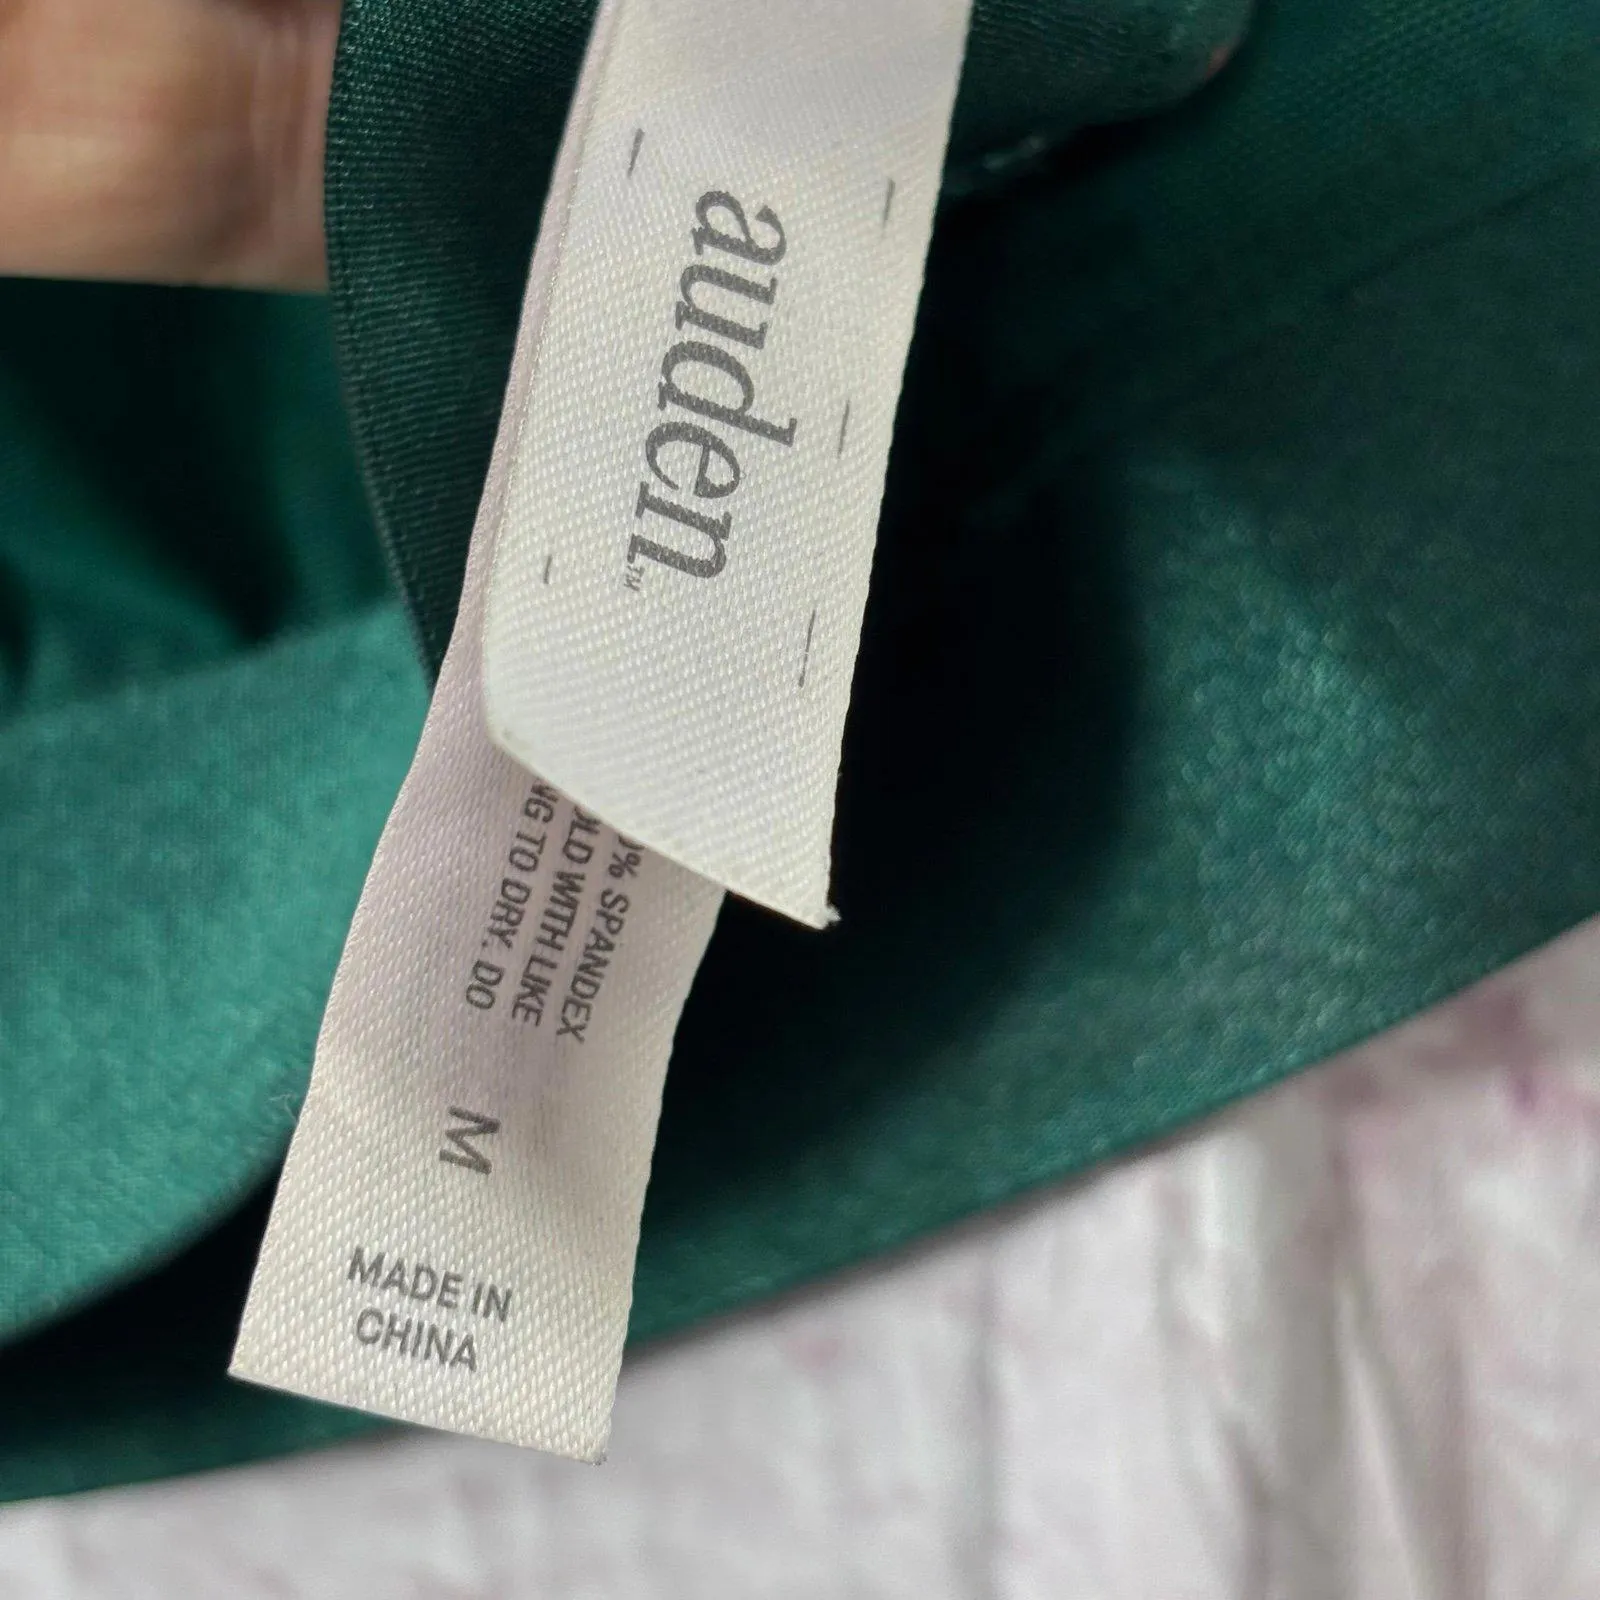 auden™
% SPANDEX
OLD WITH LIKE
NG TO DRY. DO
M
MADE IN
CHINA